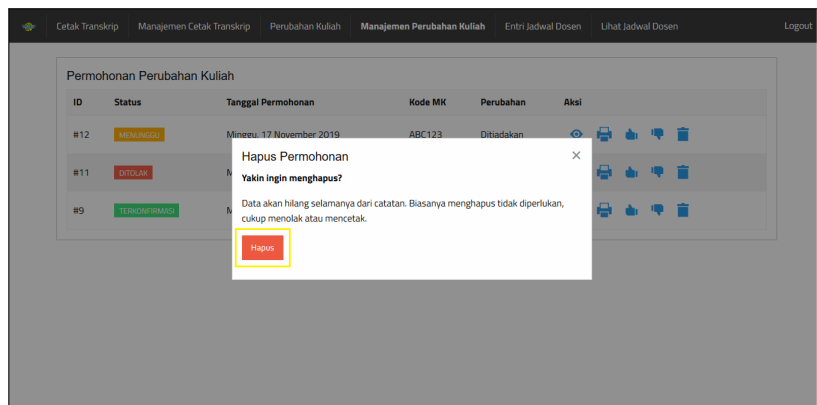 Cetak Transkrip Manajemen Cetak Transkrip Perubahan Kuliah Manajemen Perubahan Kuliah Entri Jadwal Dosen Lihat Jadwal Dosen Logout
Permohonan Perubahan Kuliah
ID Status Tanggal Permohonan Kode MK Perubahan Aksi
#12 MENUNGGU Minggu, 17 November 2019 ABC123 Ditiadakan
Hapus Permohonan ×
#11 DITOLAK M
Yakin ingin menghapus?
#9 TERKONFIRMASI M
Data akan hilang selamanya dari catatan. Biasanya menghapus tidak diperlukan,
cukup menolak atau mencetak.
Hapus